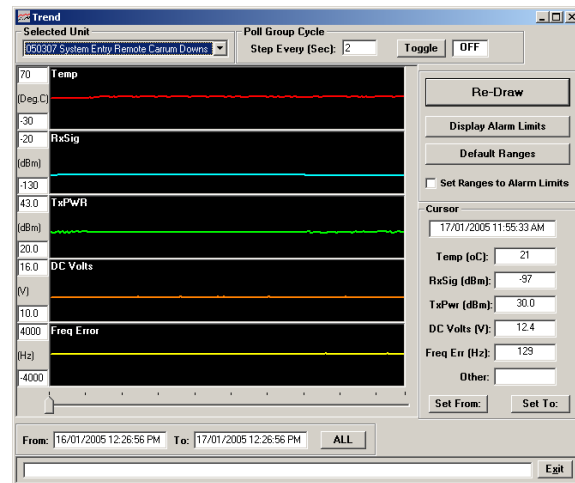 Trend
Selected Unit
050307 System Entry Remote Carrum Downs
Poll Group Cycle
Step Every (Sec): 2
Toggle
OFF
70
Temp
(Deg.C)
-30
-20
RxSig
(dBm)
-130
43.0
TxPWR
(dBm)
20.0
16.0
DC Volts
(V)
10.0
4000
Freq Error
(Hz)
-4000
Re-Draw
Display Alarm Limits
Default Ranges
Set Ranges to Alarm Limits
Cursor
17/01/2005 11:55:33 AM
Temp (oC): 21
RxSig (dBm): -97
TxPwr (dBm): 30.0
DC Volts (V): 12.4
Freq Err (Hz): 129
Other:
Set From: Set To:
From: 16/01/2005 12:26:56 PM To: 17/01/2005 12:26:56 PM ALL
Exit